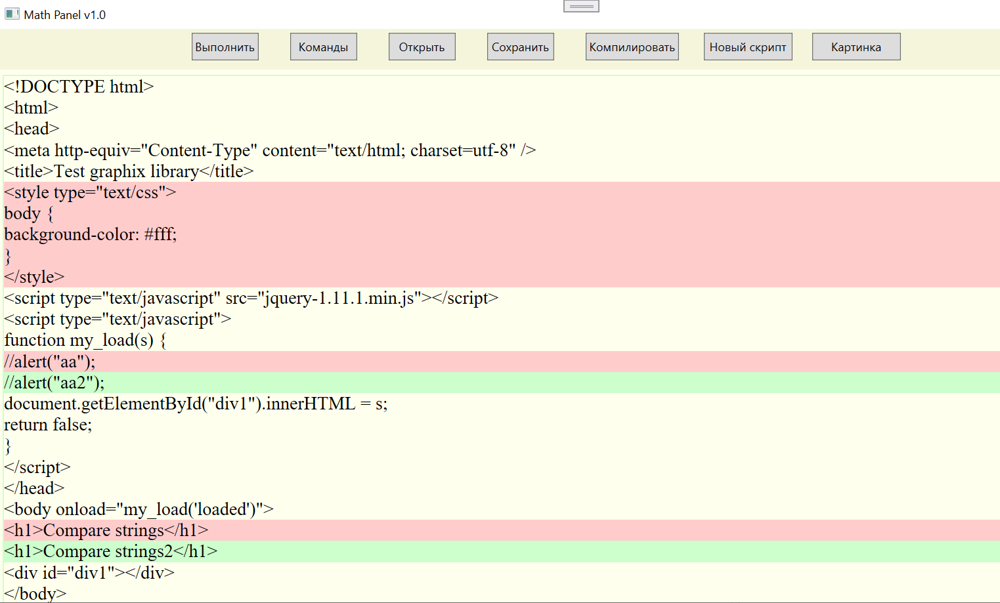 Math Panel v1.0
Выполнить Команды Открыть Сохранить Компилировать Новый скрипт Картинка
<!DOCTYPE html>
<html>
<head>
<meta http-equiv="Content-Type" content="text/html; charset=utf-8" />
<title>Test graphix library</title>
<style type="text/css">
body {
background-color: #fff;
}
</style>
<script type="text/javascript" src="jquery-1.11.1.min.js"></script>
<script type="text/javascript">
function my_load(s) {
//alert("aa");
//alert("aa2");
document.getElementById("div1").innerHTML = s;
return false;
}
</script>
</head>
<body onload="my_load('loaded')">
<h1>Compare strings</h1>
<h1>Compare strings2</h1>
<div id="div1"></div>
</body>